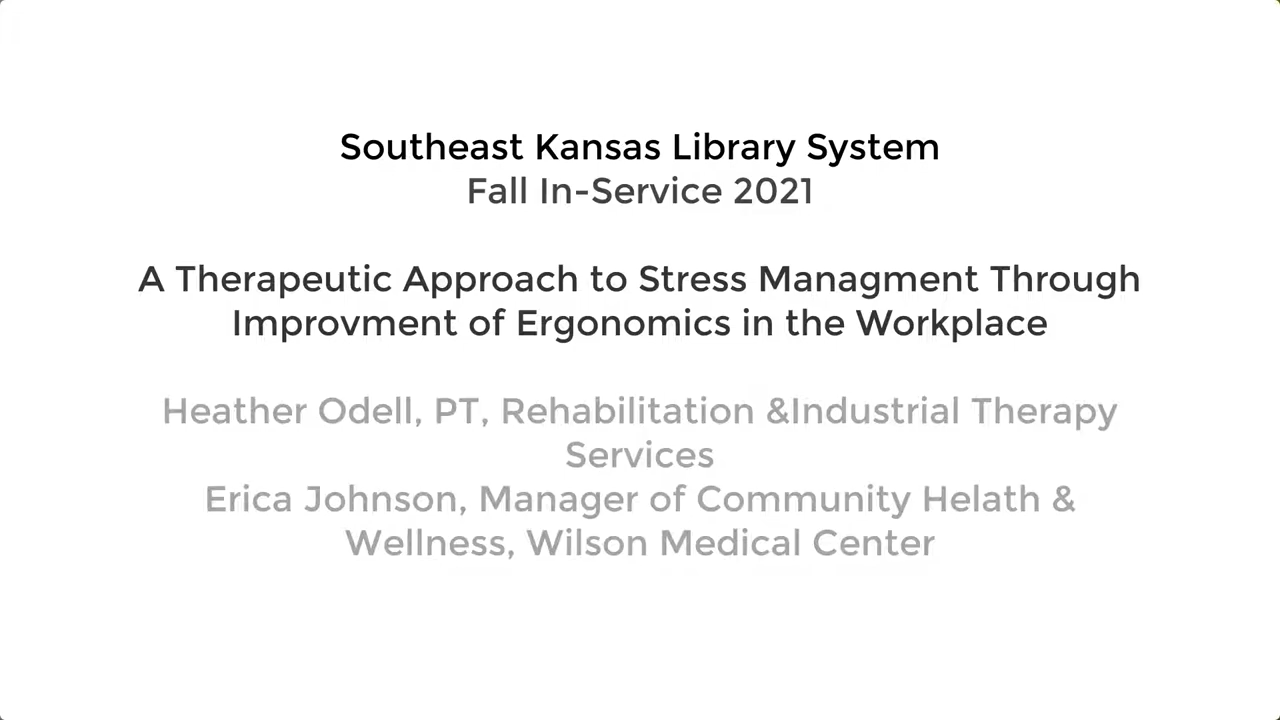 Southeast Kansas Library System
Fall In-Service 2021
A Therapeutic Approach to Stress Managment Through
Improvment of Ergonomics in the Workplace
Heather Odell, PT, Rehabilitation &Industrial Therapy
Services
Erica Johnson, Manager of Community Helath &
Wellness, Wilson Medical Center